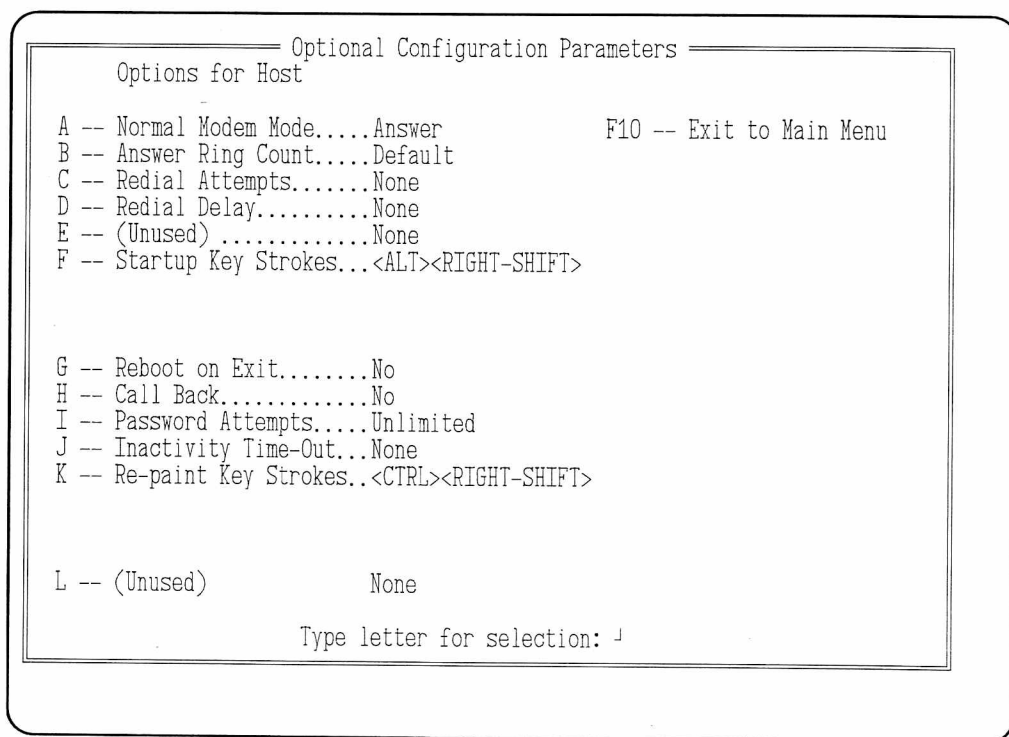 Optional Configuration Parameters
Options for Host
A -- Normal Modem Mode.....Answer F10 -- Exit to Main Menu
B -- Answer Ring Count.....Default
C -- Redial Attempts.......None
D -- Redial Delay..........None
E -- (Unused) .............None
F -- Startup Key Strokes...<ALT><RIGHT-SHIFT>
G -- Reboot on Exit........No
H -- Call Back.............No
I -- Password Attempts.....Unlimited
J -- Inactivity Time-Out...None
K -- Re-paint Key Strokes..<CTRL><RIGHT-SHIFT>
L -- (Unused) None
Type letter for selection: ┘